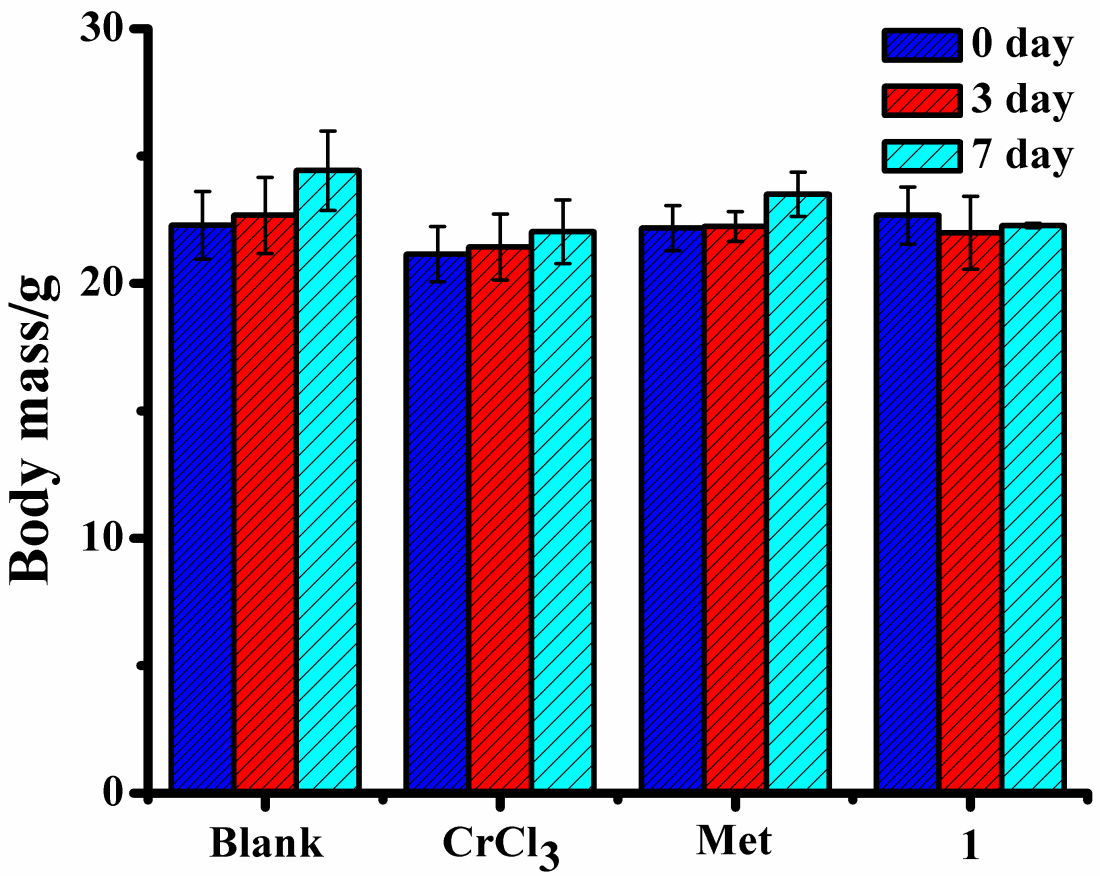 30
20
10
0
Body mass/g
0 day
3 day
7 day
Blank
CrCl₃
Met
1